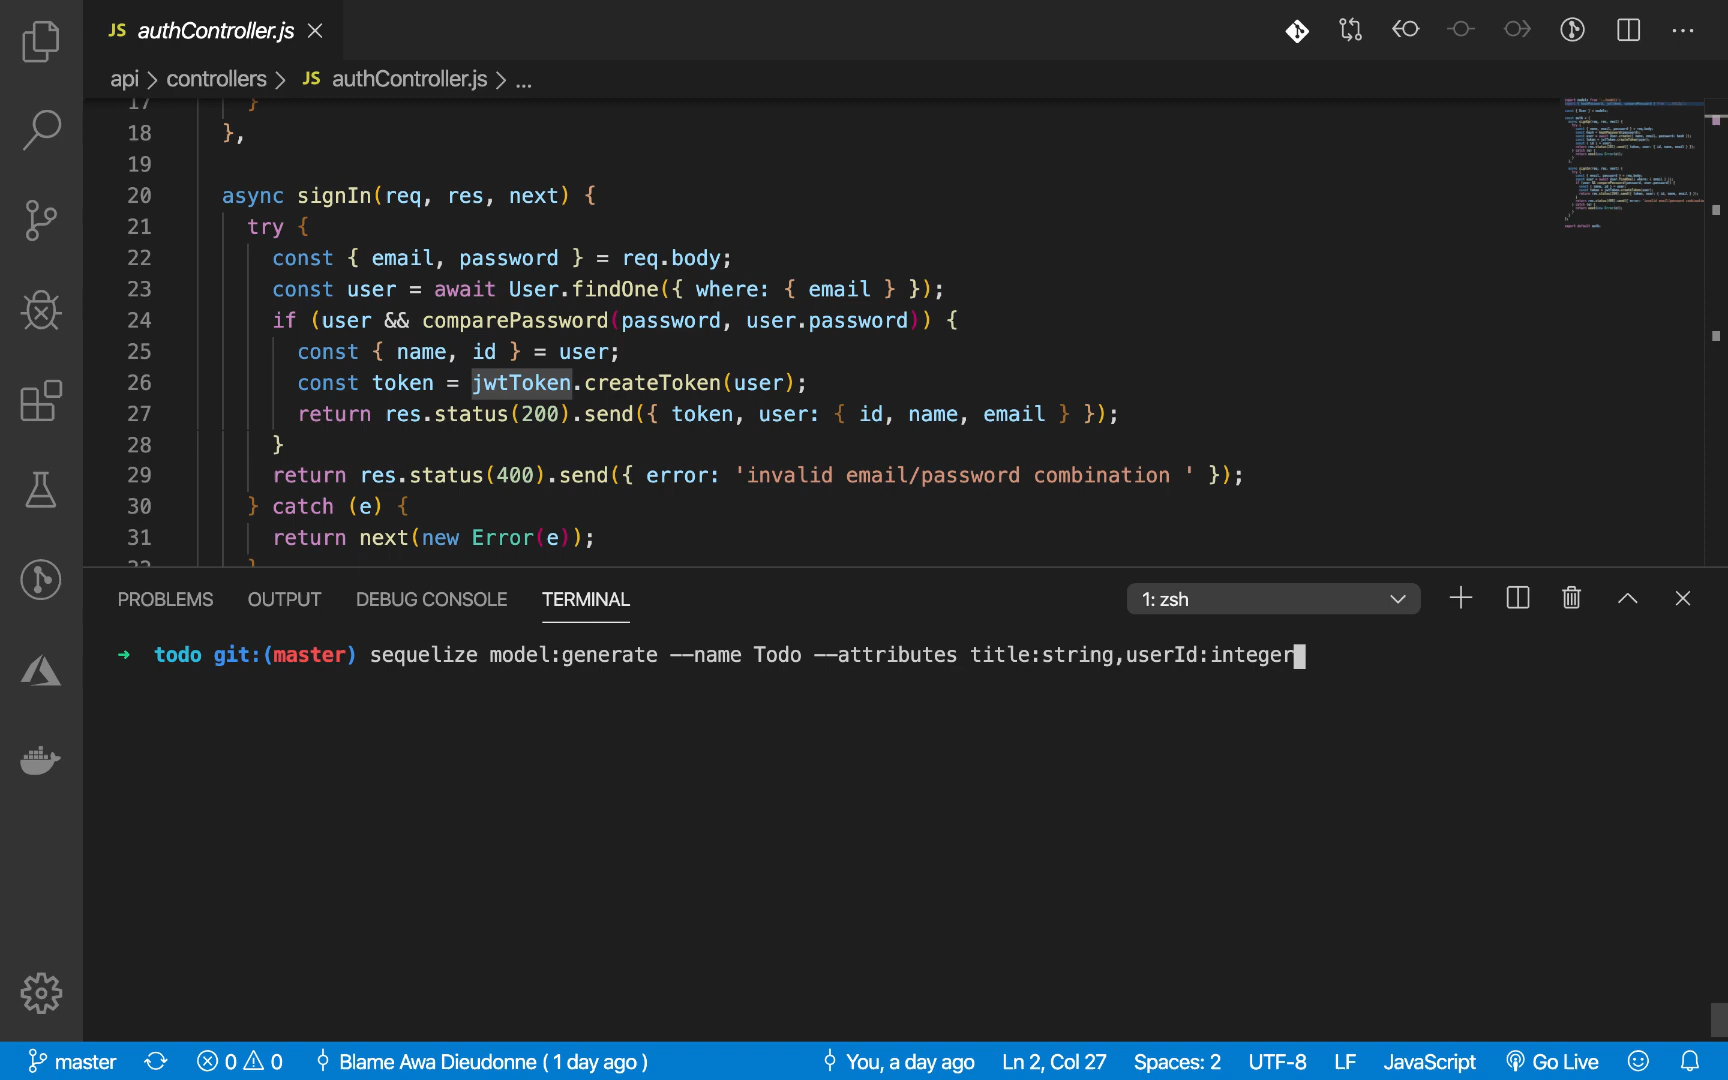 JS authController.js
api > controllers > JS authController.js > ...
17 }
18 },
19
20 async signIn(req, res, next) {
21 try {
22 const { email, password } = req.body;
23 const user = await User.findOne({ where: { email } });
24 if (user && comparePassword(password, user.password)) {
25 const { name, id } = user;
26 const token = jwtToken.createToken(user);
27 return res.status(200).send({ token, user: { id, name, email } });
28 }
29 return res.status(400).send({ error: 'invalid email/password combination ' });
30 } catch (e) {
31 return next(new Error(e));
32 }
PROBLEMS OUTPUT DEBUG CONSOLE TERMINAL 1: zsh
→ todo git:(master) sequelize model:generate --name Todo --attributes title:string,userId:integer
master 0 0 Blame Awa Dieudonne ( 1 day ago ) You, a day ago Ln 2, Col 27 Spaces: 2 UTF-8 LF JavaScript Go Live